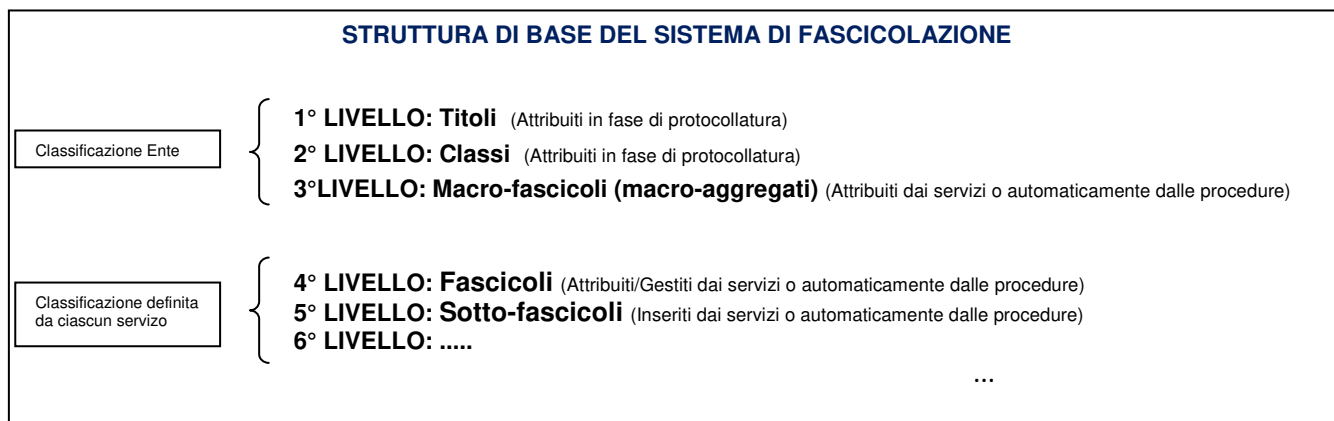 STRUTTURA DI BASE DEL SISTEMA DI FASCICOLAZIONE
Classificazione Ente
1° LIVELLO: Titoli (Attribuiti in fase di protocollatura)
2° LIVELLO: Classi (Attribuiti in fase di protocollatura)
3°LIVELLO: Macro-fascicoli (macro-aggregati) (Attribuiti dai servizi o automaticamente dalle procedure)
Classificazione definita
da ciascun servizo
4° LIVELLO: Fascicoli (Attribuiti/Gestiti dai servizi o automaticamente dalle procedure)
5° LIVELLO: Sotto-fascicoli (Inseriti dai servizi o automaticamente dalle procedure)
6° LIVELLO: .....
...